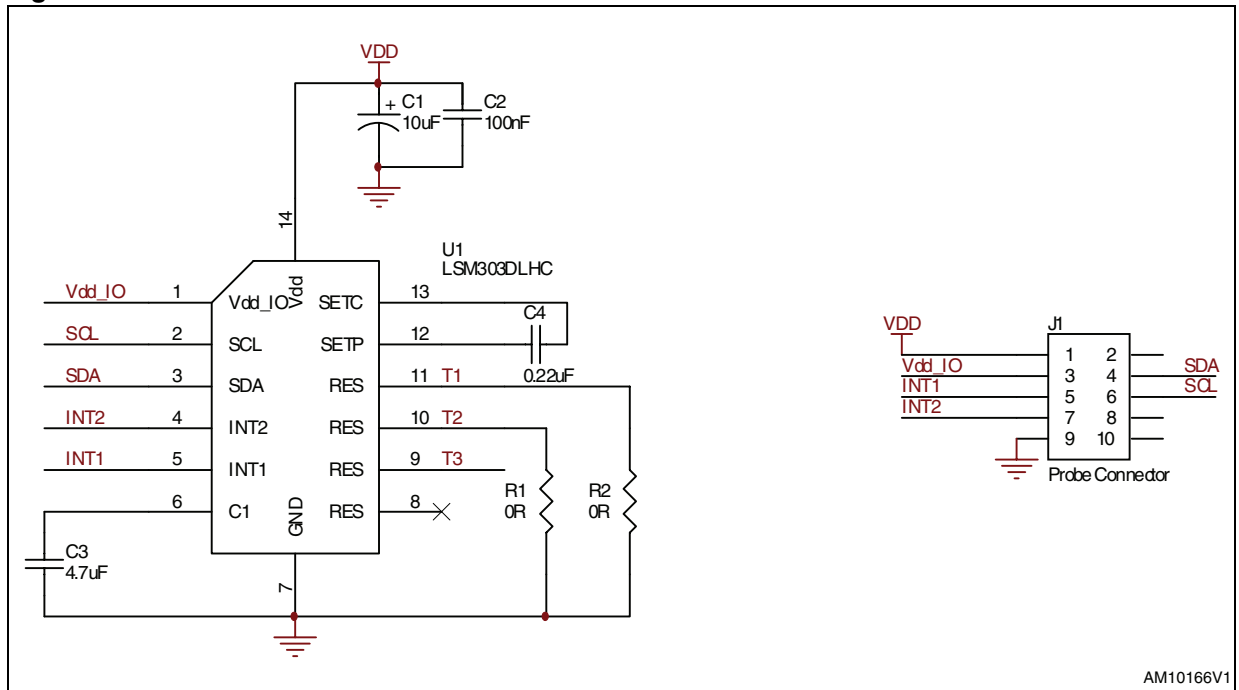 VDD
+ C1
10uF
C2
100nF
14
U1
LSM303DLHC
Vdd_IO 1 Vdd_IO Vdd SETC 13
C4
0.22uF
SCL 2 SCL SETP 12
SDA 3 SDA RES 11 T1
INT2 4 INT2 RES 10 T2
INT1 5 INT1 RES 9 T3
6 C1 GND RES 8
R1
0R
R2
0R
C3
4.7uF
7
VDD
J1
1 2
Vdd_IO 3 4 SDA
INT1 5 6 SCL
INT2 7 8
9 10
Probe Connector
AM10166V1